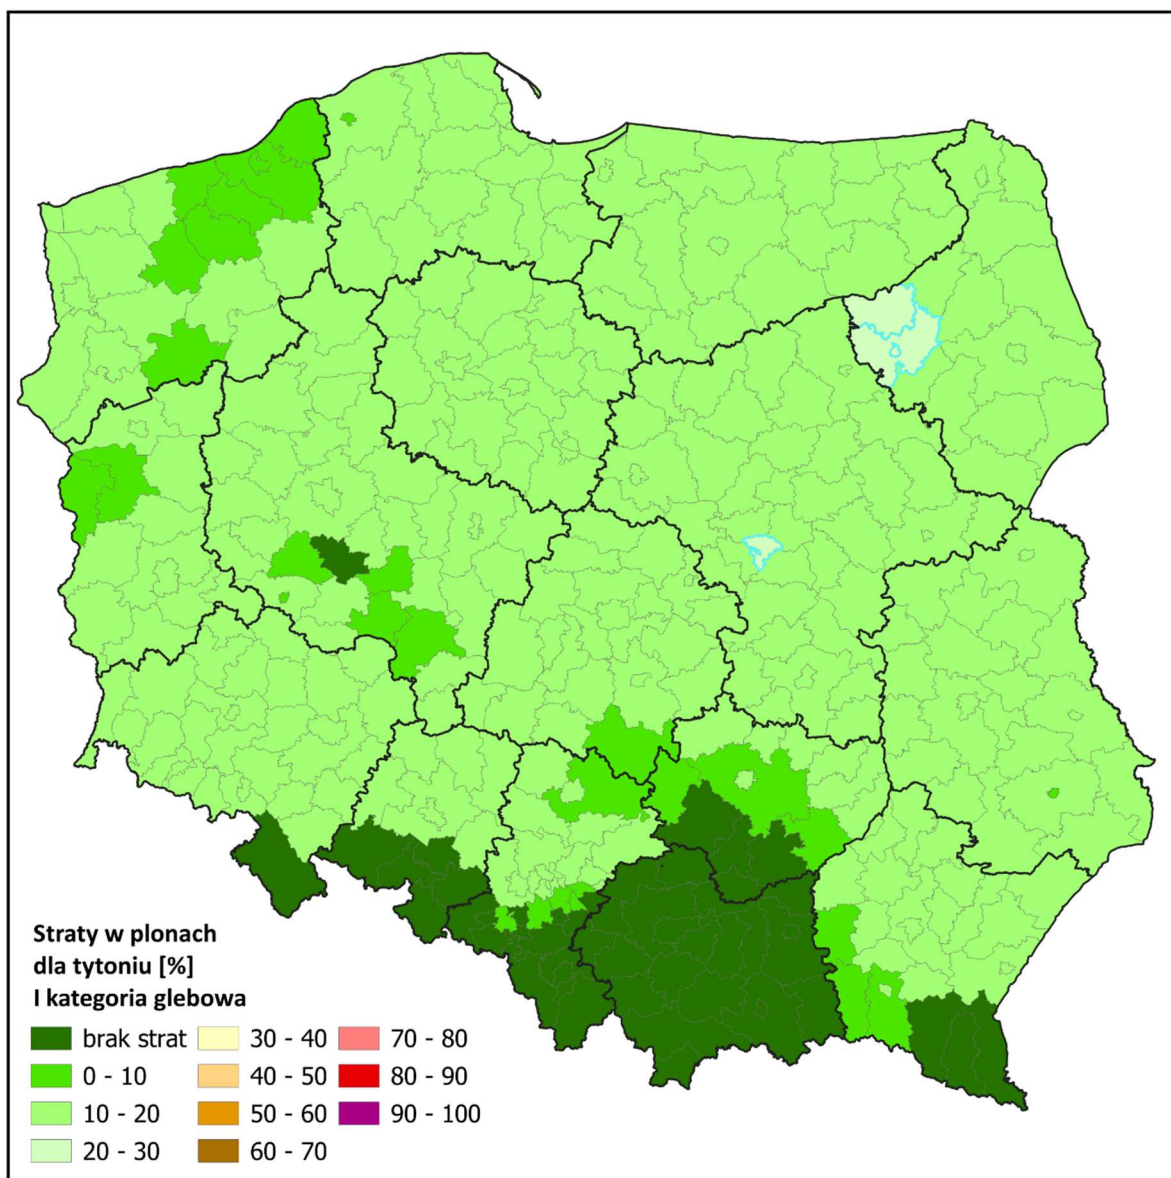 Straty w plonach
dla tytoniu [%]
I kategoria glebowa
brak strat
0 - 10
10 - 20
20 - 30
30 - 40
40 - 50
50 - 60
60 - 70
70 - 80
80 - 90
90 - 100